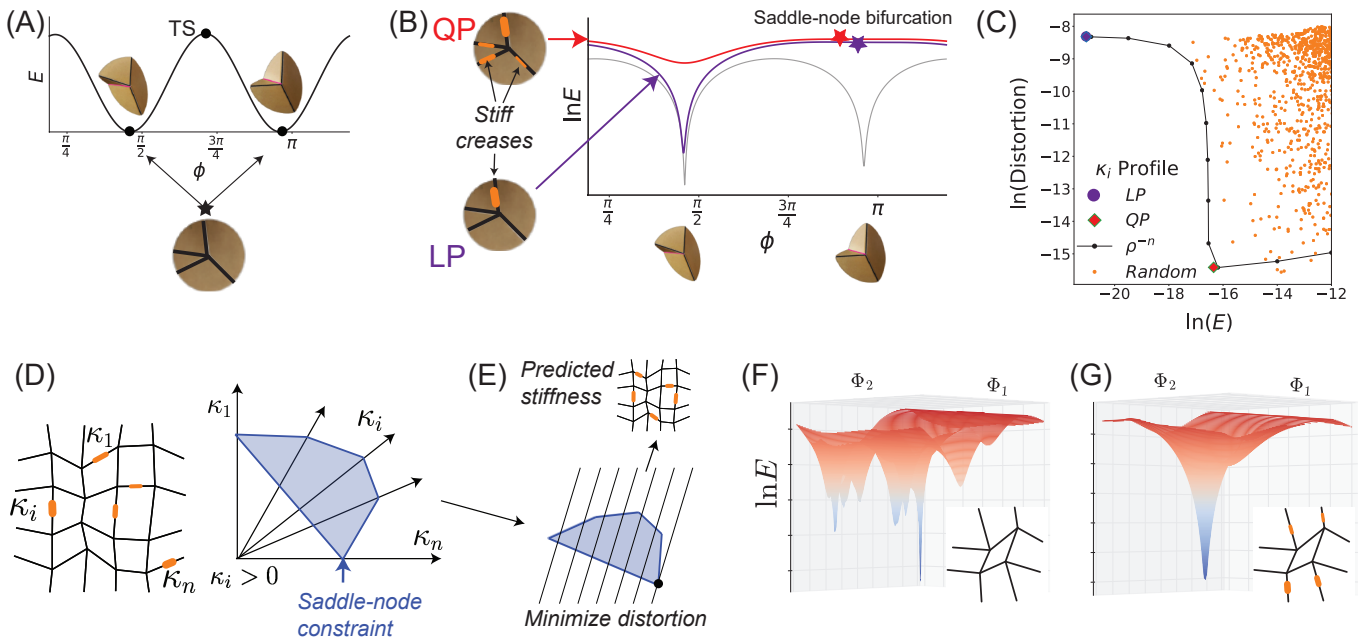 (A)
TS
E
π/4
π/2
3π/4
π
ϕ
(B)
QP
Stiff
creases
LP
Saddle-node bifurcation
lnE
π/4
π/2
3π/4
π
ϕ
(C)
ln(Distortion)
−8
−9
−10
−11
−12
−13
−14
−15
κi Profile
LP
QP
ρ−n
Random
−20
−18
−16
−14
−12
ln(E)
(D)
κ1
κi
κn
κ1
κi
κn
κi > 0
Saddle-node
constraint
(E)
Predicted
stiffness
Minimize distortion
(F)
Φ2
Φ1
lnE
(G)
Φ2
Φ1